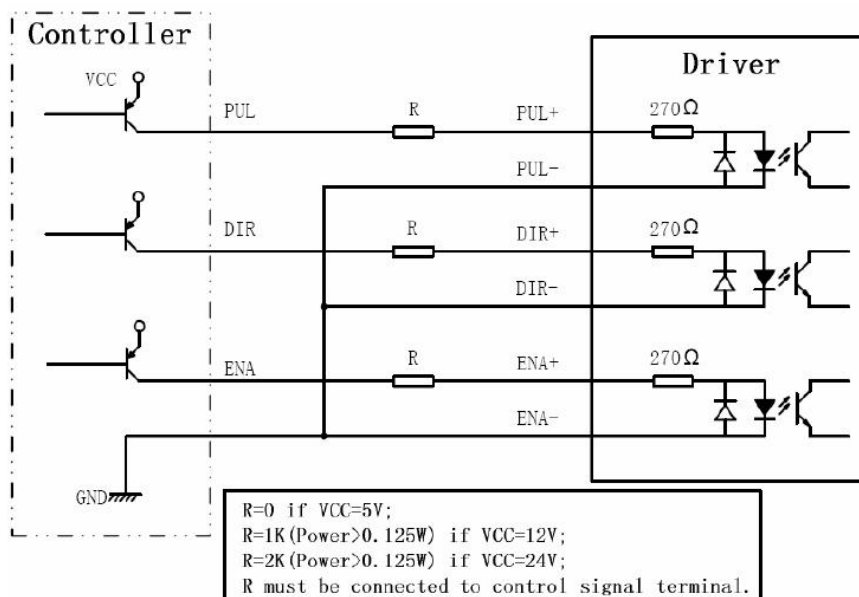 Controller
Driver
VCC
PUL
R
PUL+
270Ω
PUL-
DIR
R
DIR+
270Ω
DIR-
ENA
R
ENA+
270Ω
ENA-
GND
R=0 if VCC=5V;
R=1K(Power>0.125W) if VCC=12V;
R=2K(Power>0.125W) if VCC=24V;
R must be connected to control signal terminal.